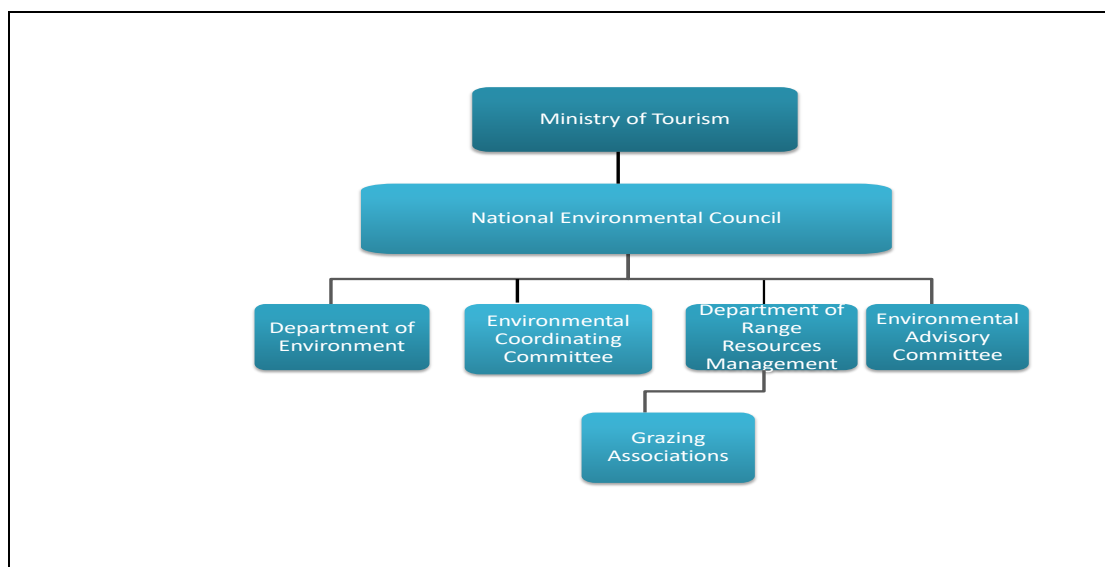 Ministry of Tourism
National Environmental Council
Department of
Environment
Environmental
Coordinating
Committee
Department of
Range
Resources
Management
Environmental
Advisory
Committee
Grazing
Associations